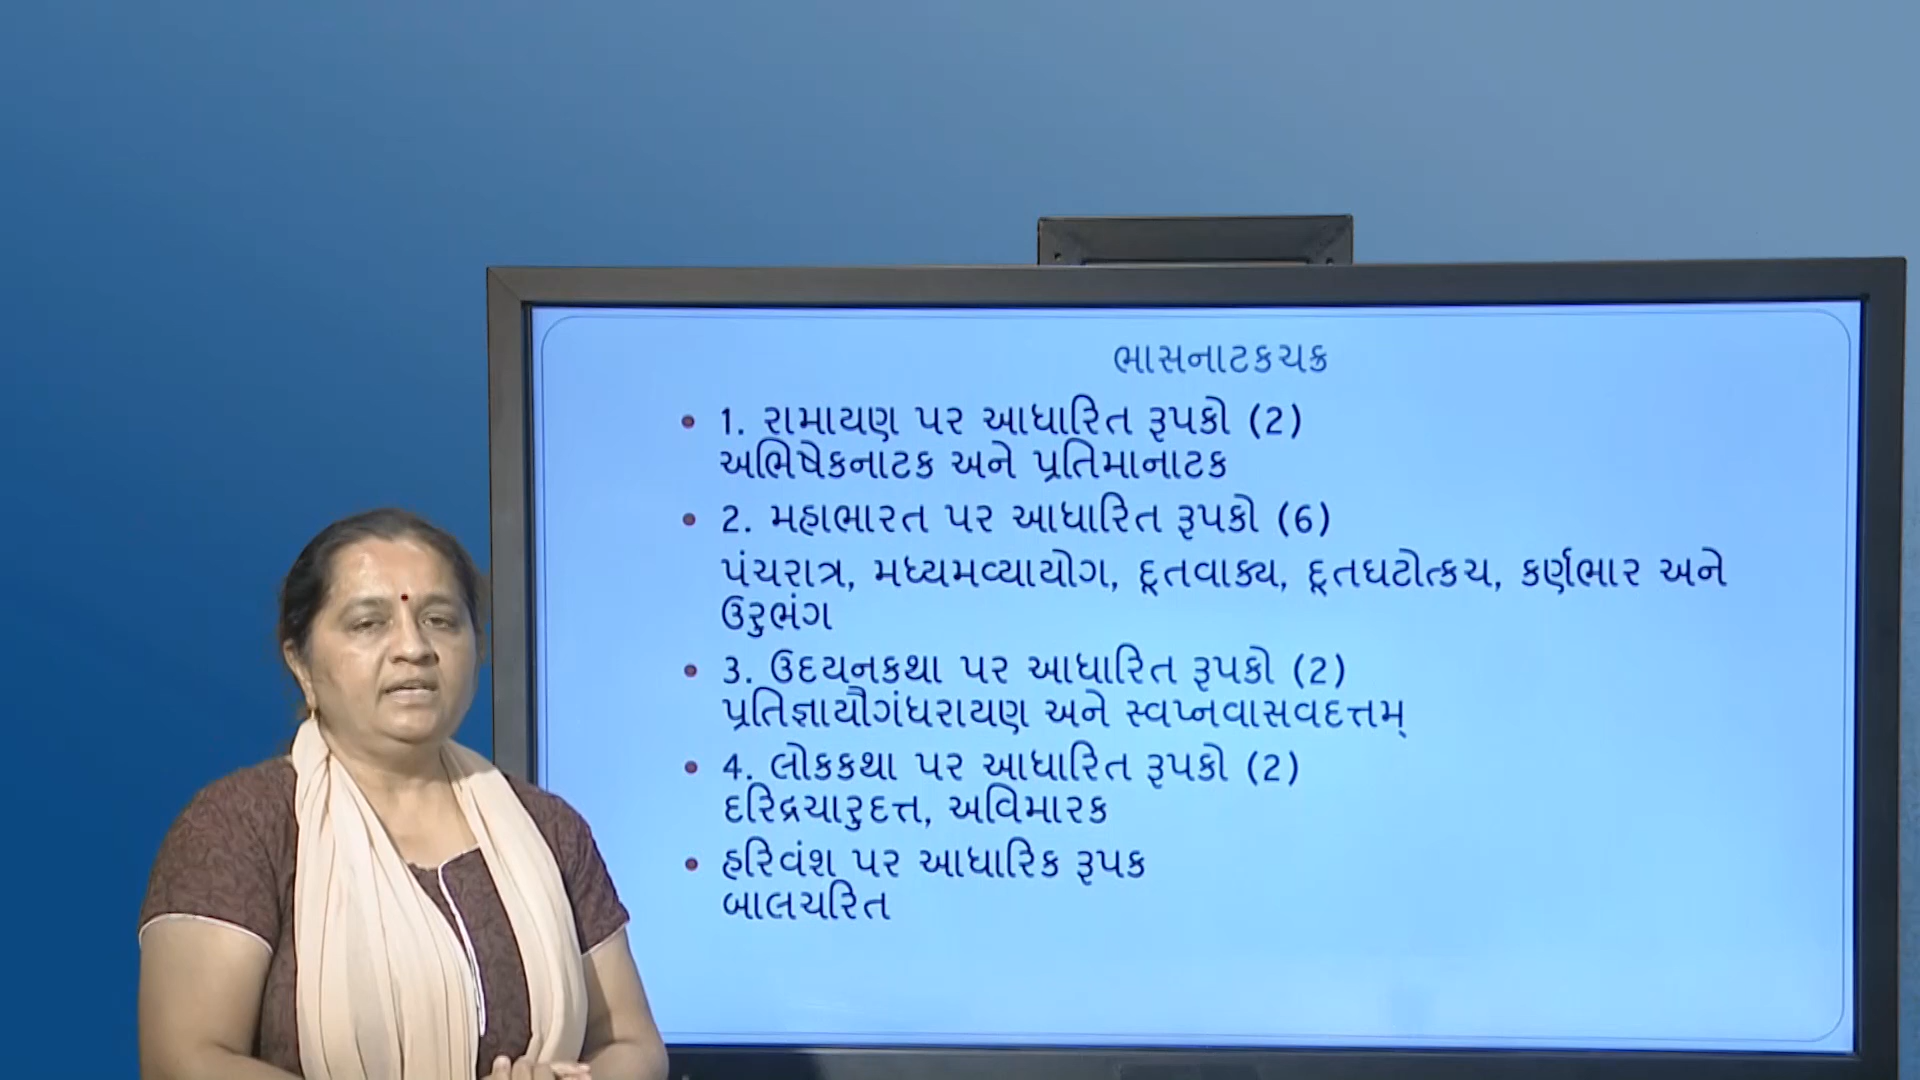 ભાસનાટકચક્ર
• 1. રામાયણ પર આધારિત રૂપકો (2)
અભિષેકનાટક અને પ્રતિમાનાટક
• 2. મહાભારત પર આધારિત રૂપકો (6)
પંચરાત્ર, મધ્યમવ્યાયોગ, દૂતવાક્ય, દૂતઘટોત્કચ, કર્ણભાર અને
ઉરુભંગ
• 3. ઉદયનકથા પર આધારિત રૂપકો (2)
પ્રતિજ્ઞાયૌગંધરાયણ અને સ્વપ્નવાસવદત્તમ્
• 4. લોકકથા પર આધારિત રૂપકો (2)
દરિદ્રચારુદત્ત, અવિમારક
• હરિવંશ પર આધારિક રૂપક
બાલચરિત